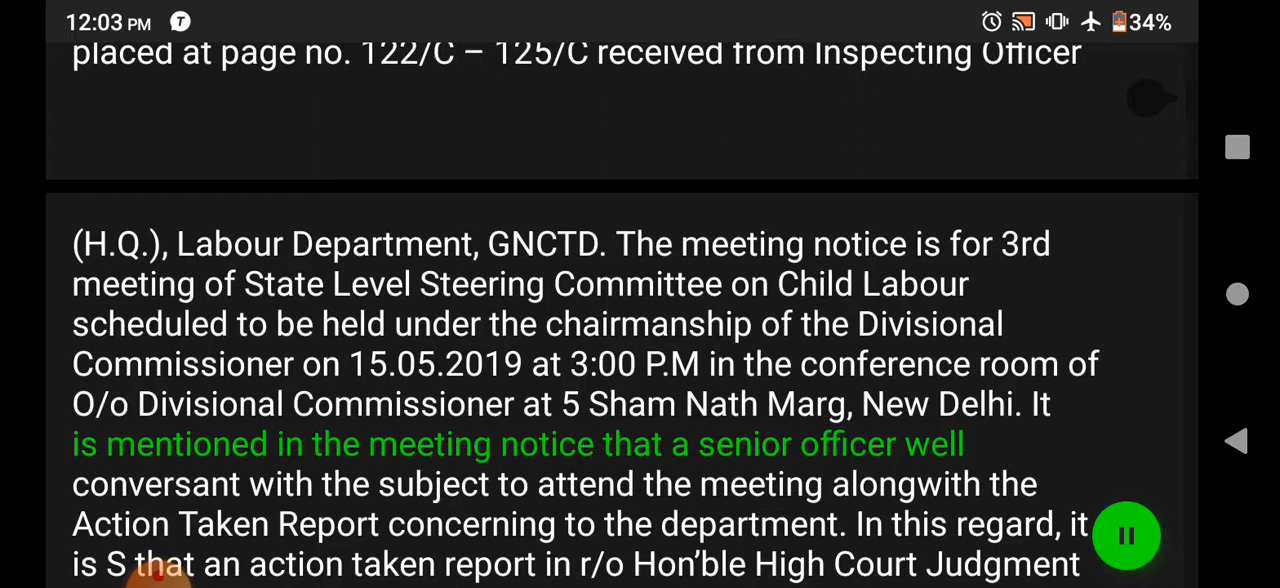 12:03 PM T 34%
placed at page no. 122/C – 125/C received from Inspecting Officer
(H.Q.), Labour Department, GNCTD. The meeting notice is for 3rd
meeting of State Level Steering Committee on Child Labour
scheduled to be held under the chairmanship of the Divisional
Commissioner on 15.05.2019 at 3:00 P.M in the conference room of
O/o Divisional Commissioner at 5 Sham Nath Marg, New Delhi. It
is mentioned in the meeting notice that a senior officer well
conversant with the subject to attend the meeting alongwith the
Action Taken Report concerning to the department. In this regard, it
is S that an action taken report in r/o Hon’ble High Court Judgment